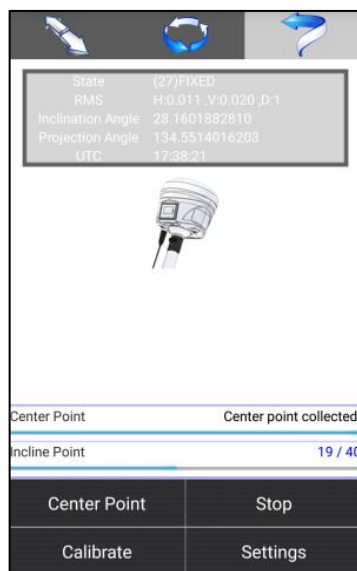 State (27)FIXED
RMS H:0.011 ,V:0.020 ,D:1
Inclination Angle 28.1601882810
Projection Angle 134.5514016203
UTC 17:38:21
Center Point Center point collected
Incline Point 19 / 40
Center Point Stop
Calibrate Settings